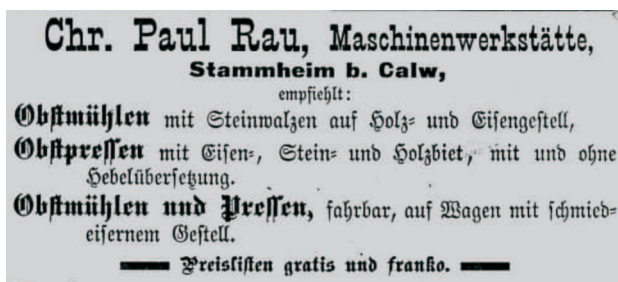 Chr. Paul Rau, Maschinenwerkstätte,
Stammheim b. Calw,
empfiehlt:
Obstmühlen mit Steinwalzen auf Holz- und Eisengestell,
Obstpressen mit Eisen-, Stein- und Holzbiet, mit und ohne
Hebelübersetzung.
Obstmühlen und Pressen, fahrbar, auf Wagen mit schmied-
eisernem Gestell.
Preislisten gratis und franko.